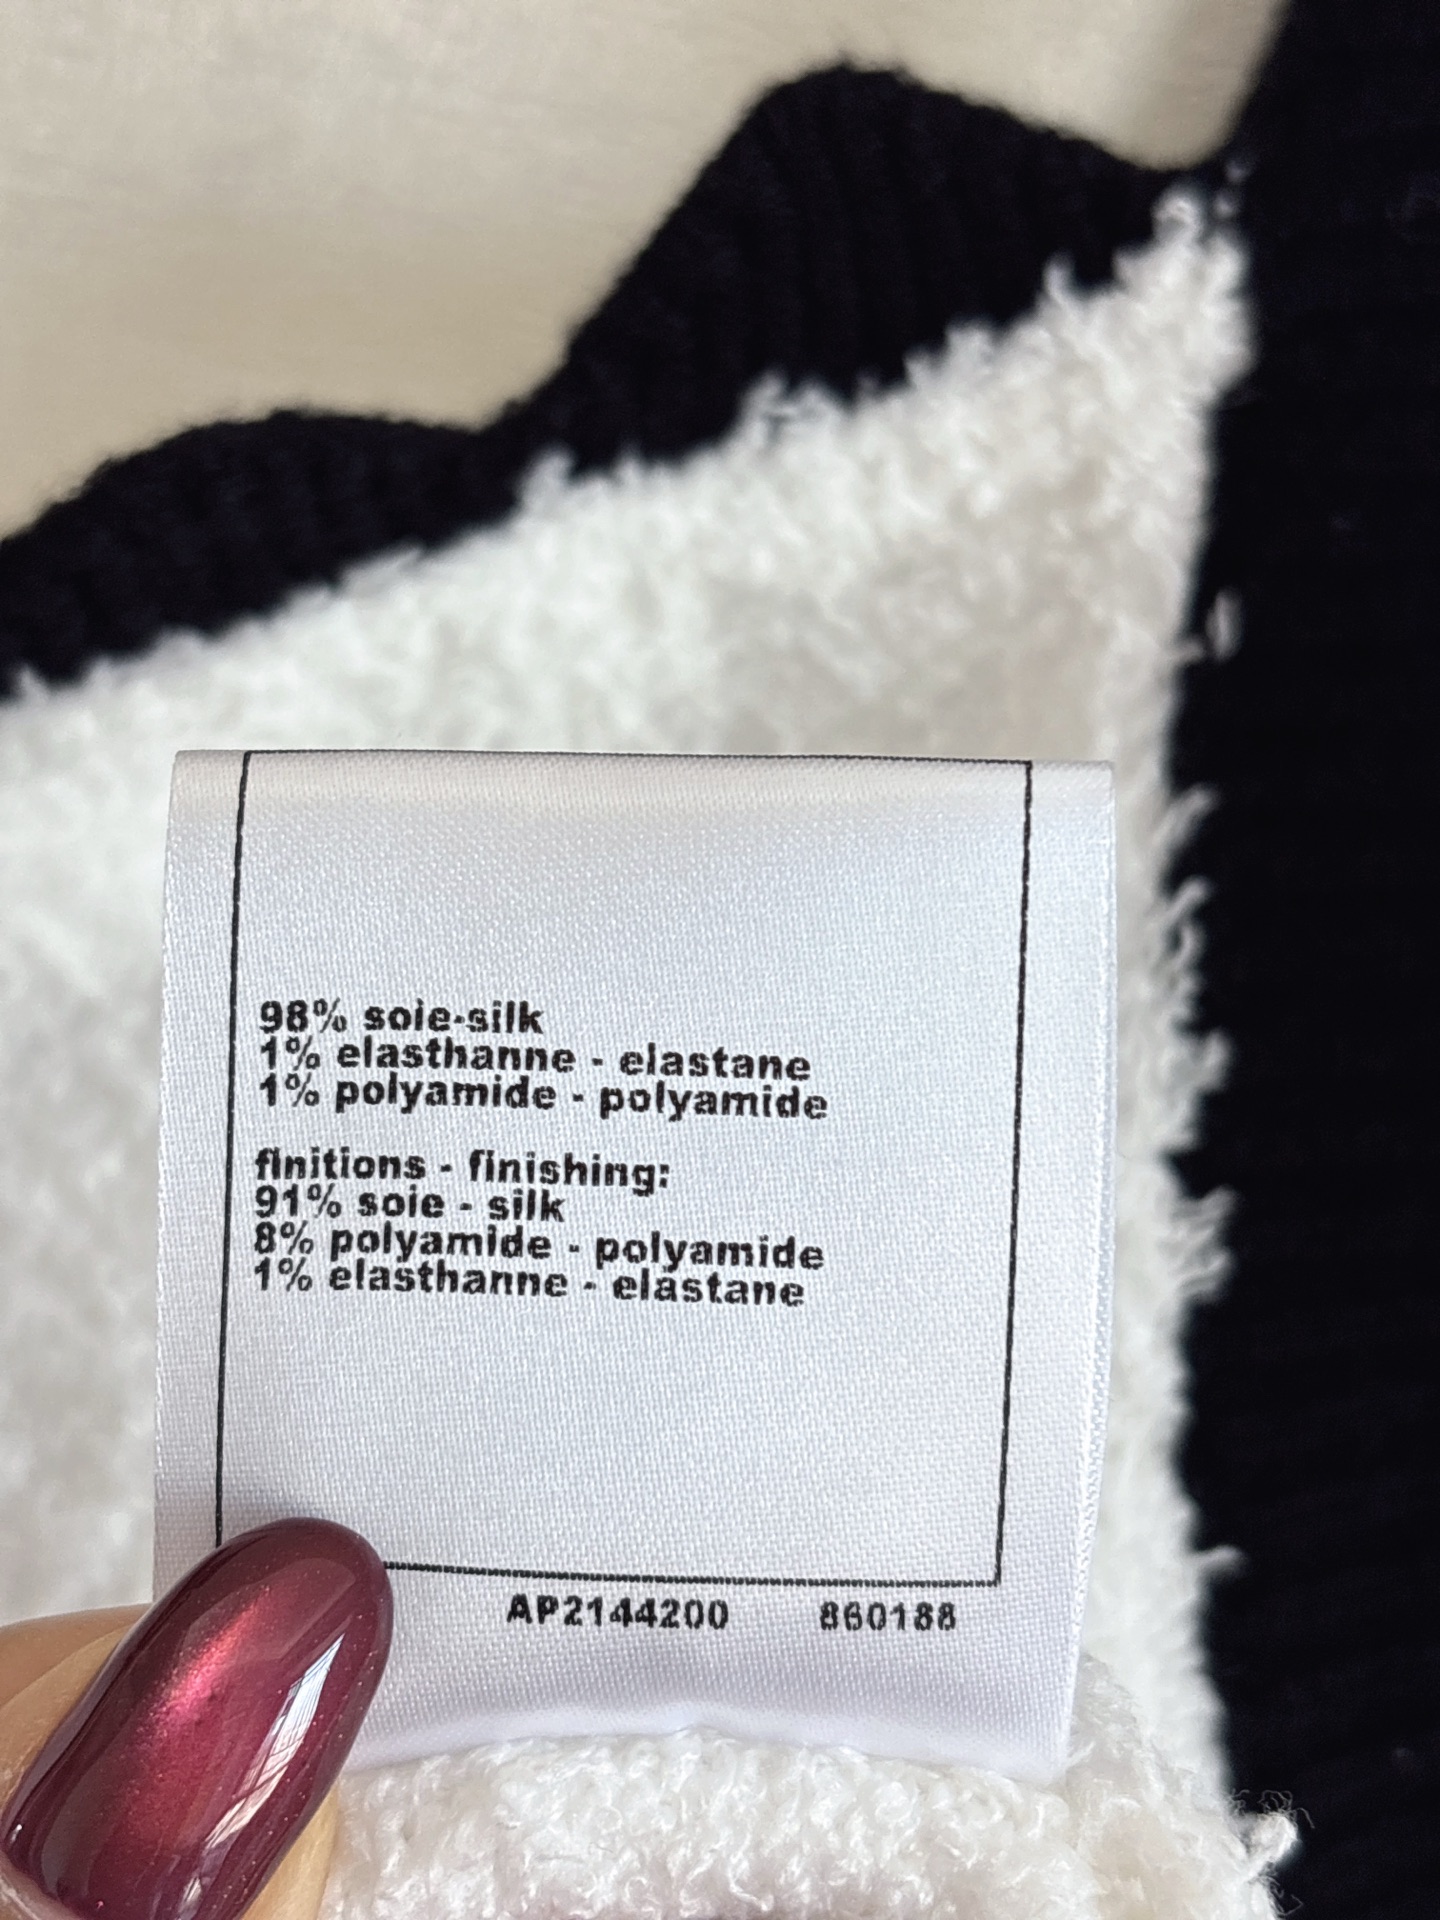 98% soie-silk
1% elasthanne - elastane
1% polyamide - polyamide
finitions - finishing:
91% soie - silk
8% polyamide - polyamide
1% elasthanne - elastane
AP2144200 860188